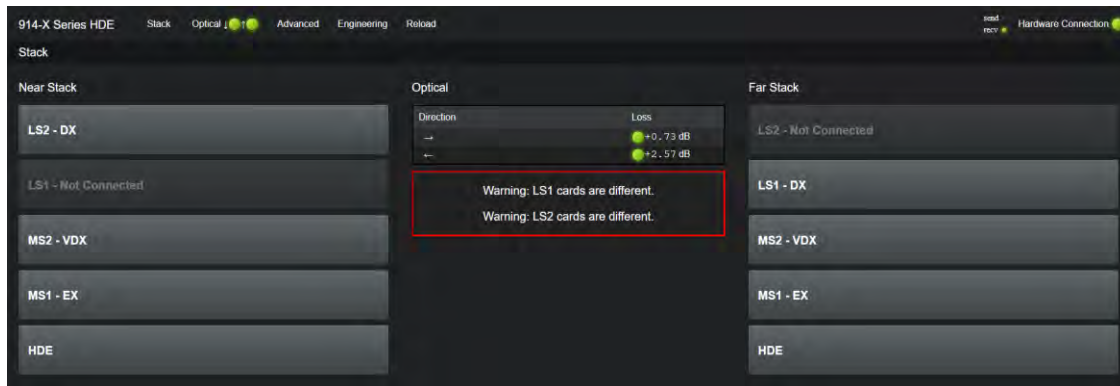 914-X Series HDE Stack Optical ↓↑ Advanced Engineering Reload send recv Hardware Connection
Stack
Near Stack
LS2 - DX
LS1 - Not Connected
MS2 - VDX
MS1 - EX
HDE
Optical
Direction Loss
→ +0.73 dB
← +2.57 dB
Warning: LS1 cards are different.
Warning: LS2 cards are different.
Far Stack
LS2 - Not Connected
LS1 - DX
MS2 - VDX
MS1 - EX
HDE